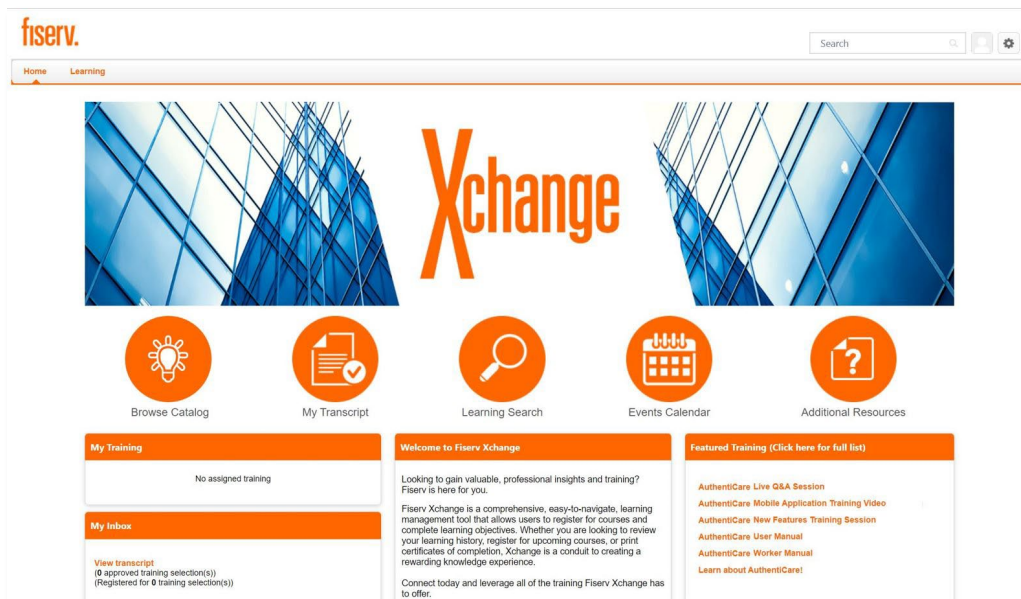 fiserv.
Search
Home Learning
Xchange
Browse Catalog
My Transcript
Learning Search
Events Calendar
Additional Resources
My Training
No assigned training
My Inbox
View transcript
(0 approved training selection(s))
(Registered for 0 training selection(s))
Welcome to Fiserv Xchange
Looking to gain valuable, professional insights and training?
Fiserv is here for you.
Fiserv Xchange is a comprehensive, easy-to-navigate, learning
management tool that allows users to register for courses and
complete learning objectives. Whether you are looking to review
your learning history, register for upcoming courses, or print
certificates of completion, Xchange is a conduit to creating a
rewarding knowledge experience.
Connect today and leverage all of the training Fiserv Xchange has
to offer.
Featured Training (Click here for full list)
AuthentiCare Live Q&A Session
AuthentiCare Mobile Application Training Video
AuthentiCare New Features Training Session
AuthentiCare User Manual
AuthentiCare Worker Manual
Learn about AuthentiCare!